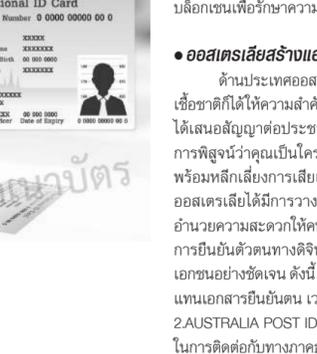 ional ID Card
Number 0 0000 00000 00 0
XXXXX
me XXXXXXX
Birth 00 000 0000
XXXXXXX
00 000 0000
icer Date of Expiry
0 0000 00000 00 0
าบัตร
บล็อกเชนเพื่อรักษาความ
• ออสเตรเลียสร้างแอ
ด้านประเทศออส
เชื้อชาติก็ได้ให้ความสำคั
ได้เสนอสัญญาต่อประชา
การพิสูจน์ว่าคุณเป็นใคร
พร้อมหลีกเลี่ยงการเสีย
ออสเตรเลียได้มีการวาง
อำนวยความสะดวกให้ค
การยืนยันตัวตนทางดิจิ
เอกชนอย่างชัดเจน ดังนี้
แทนเอกสารยืนยันตน เว
2.AUSTRALIA POST ID
ในการติดต่อกับทางภาคอ